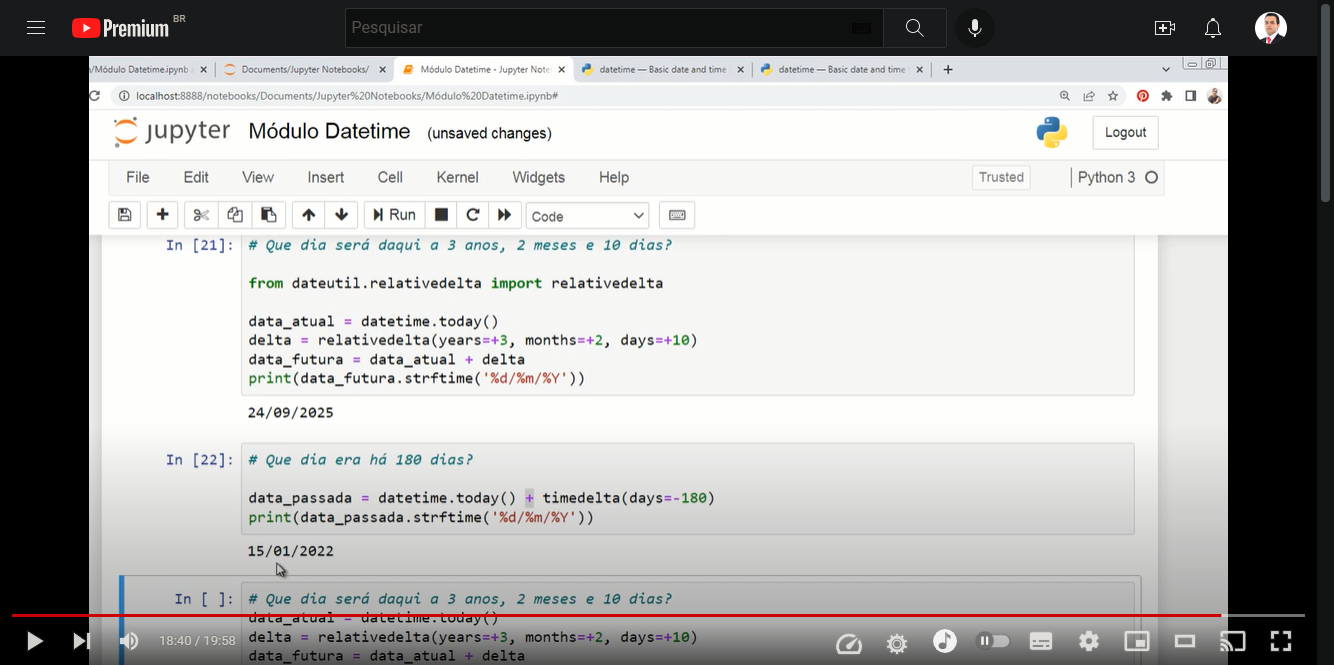 Premium BR
Pesquisar
/Módulo Datetime.ipynb
Documents/Jupyter Notebooks/
Módulo Datetime - Jupyter Note
datetime — Basic date and time
datetime — Basic date and time
localhost:8888/notebooks/Documents/Jupyter%20Notebooks/Módulo%20Datetime.ipynb#
jupyter Módulo Datetime (unsaved changes)
Logout
File Edit View Insert Cell Kernel Widgets Help
Trusted
Python 3
Run
Code
In [21]: # Que dia será daqui a 3 anos, 2 meses e 10 dias?
from dateutil.relativedelta import relativedelta
data_atual = datetime.today()
delta = relativedelta(years=+3, months=+2, days=+10)
data_futura = data_atual + delta
print(data_futura.strftime('%d/%m/%Y'))
24/09/2025
In [22]: # Que dia era há 180 dias?
data_passada = datetime.today() + timedelta(days=-180)
print(data_passada.strftime('%d/%m/%Y'))
15/01/2022
In [ ]: # Que dia será daqui a 3 anos, 2 meses e 10 dias?
data_atual = datetime.today()
delta = relativedelta(years=+3, months=+2, days=+10)
data_futura = data_atual + delta
18:40 / 19:58